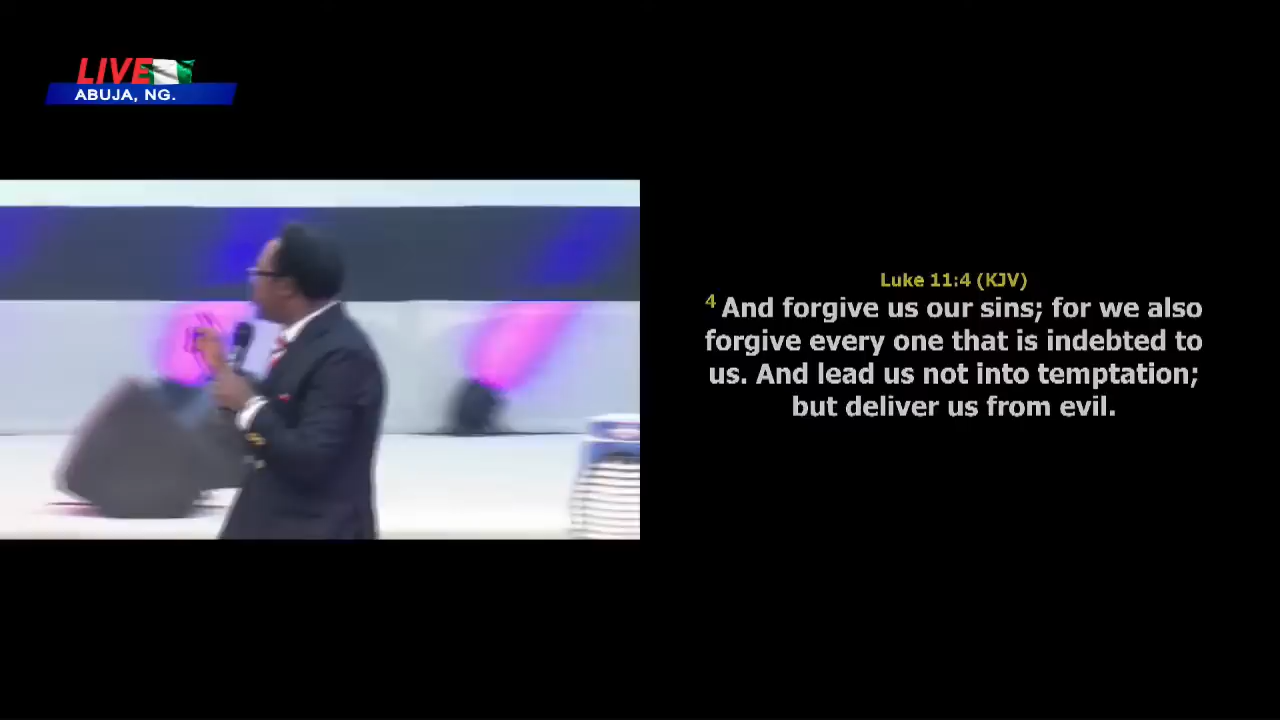 LIVE
ABUJA, NG.
Luke 11:4 (KJV)
4 And forgive us our sins; for we also
forgive every one that is indebted to
us. And lead us not into temptation;
but deliver us from evil.